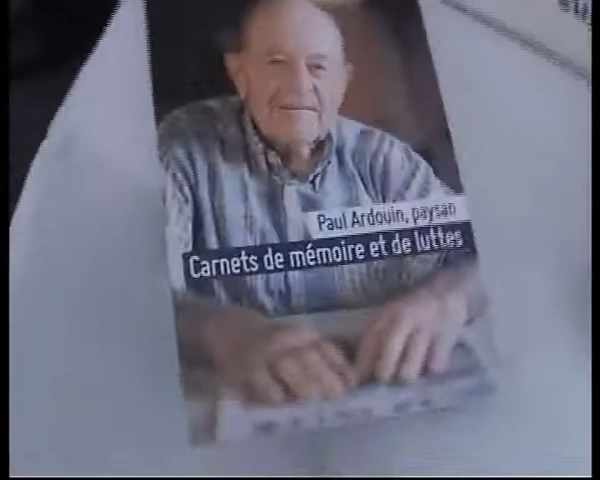 Paul Ardouin, paysan
Carnets de mémoire et de luttes